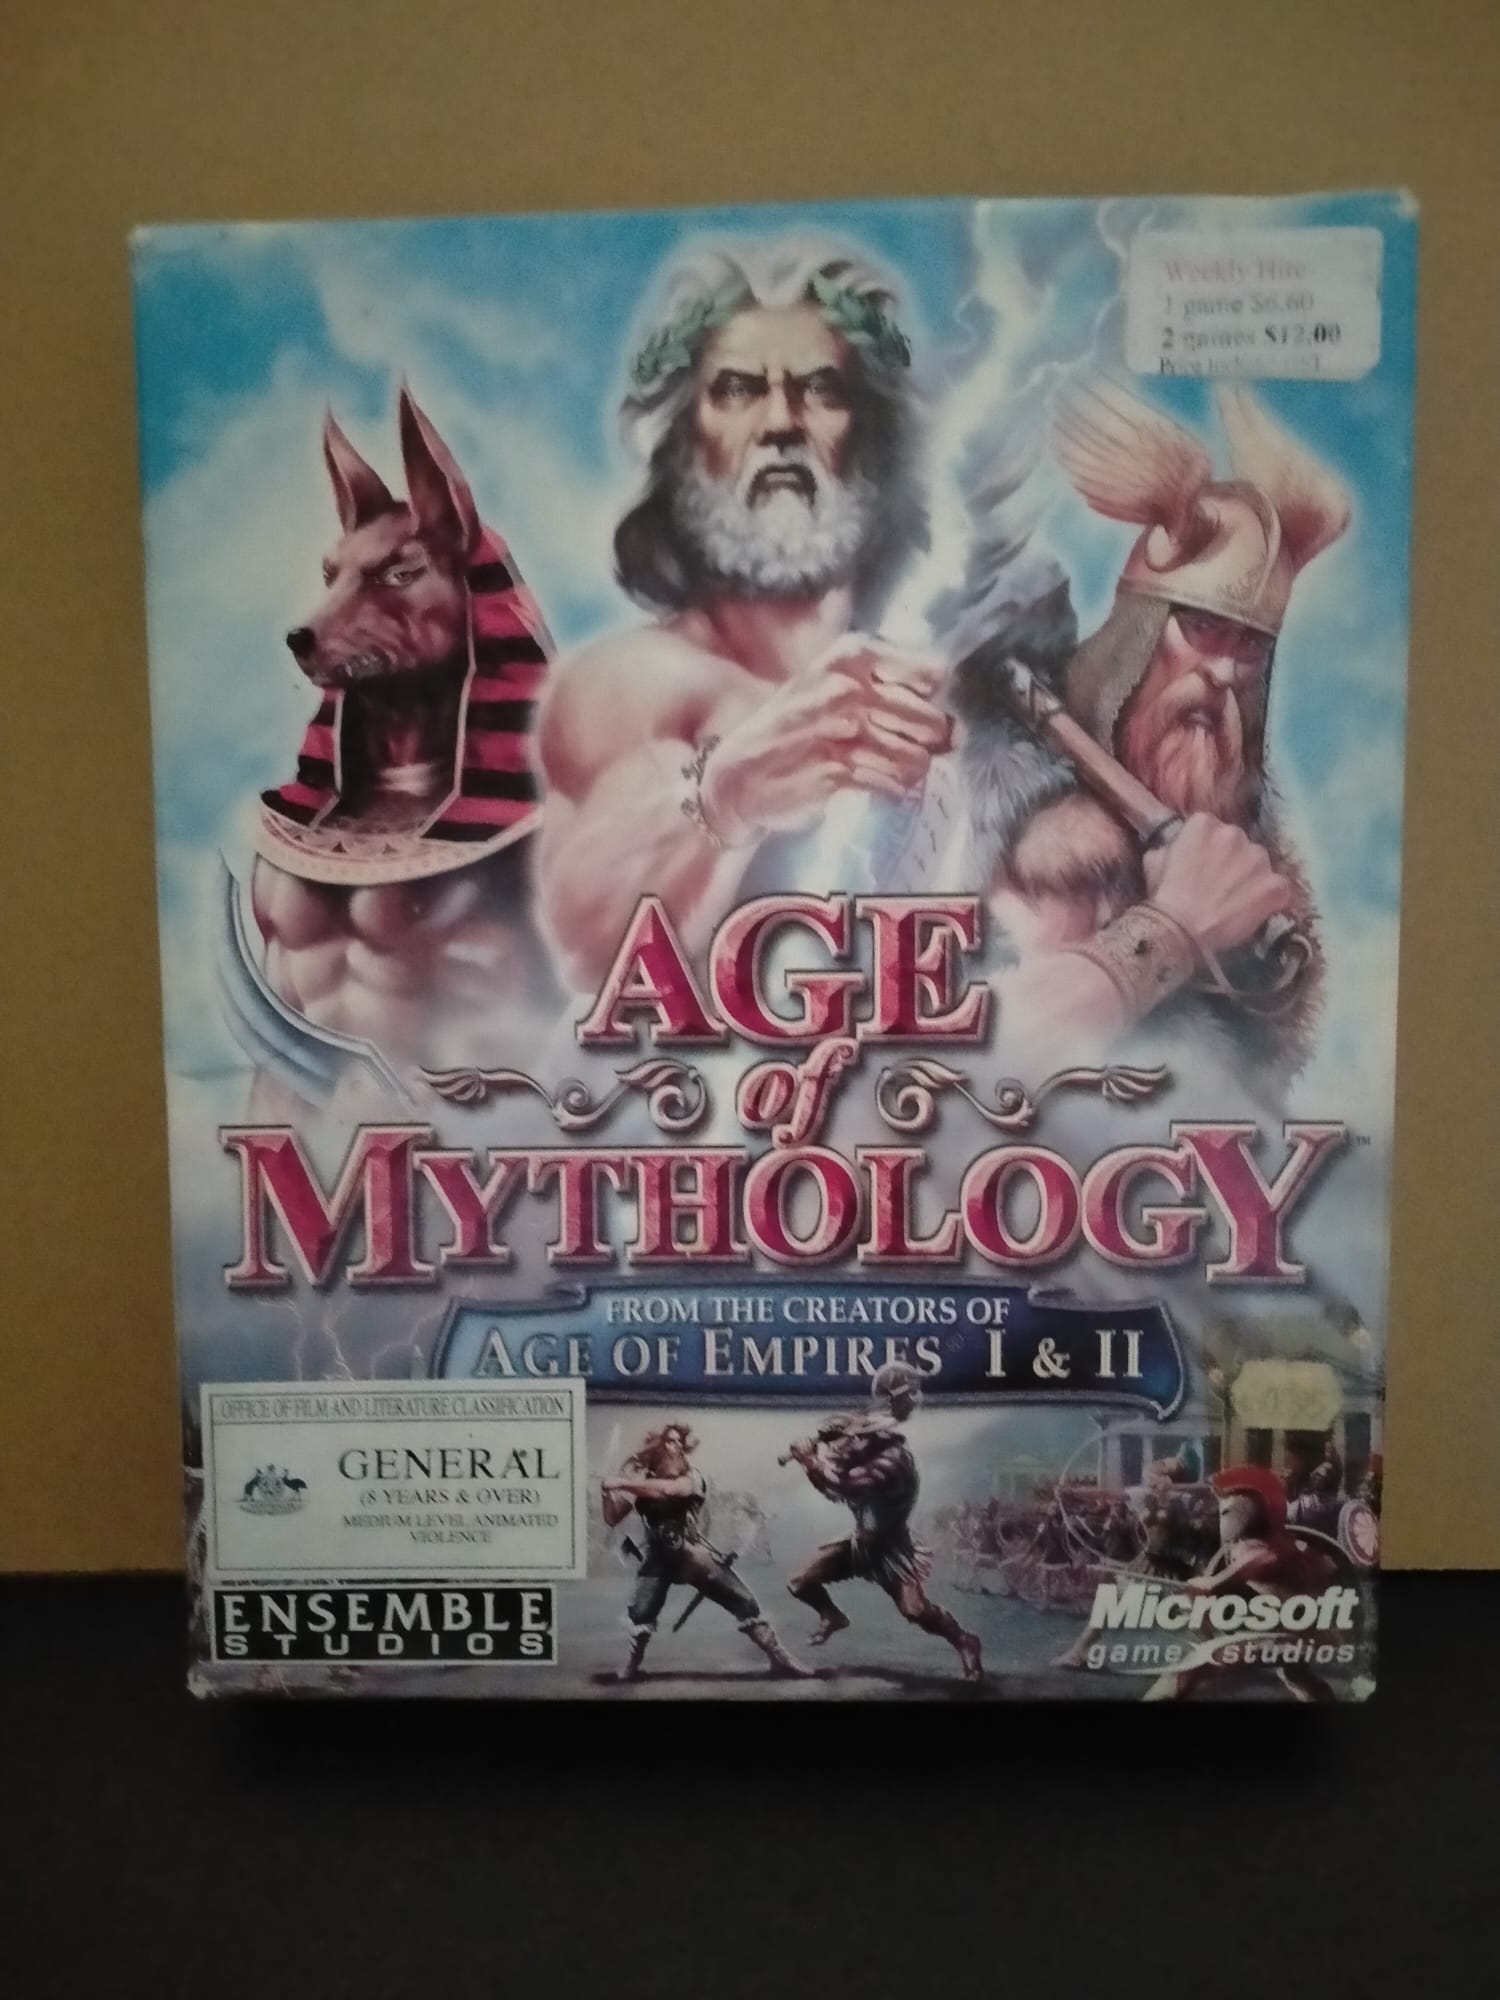 Weekly Hire
1 game $6.60
2 games $12.00
Price
AGE
of
MYTHOLOGY™
FROM THE CREATORS OF
AGE OF EMPIRES® I & II
OFFICE OF FILM AND LITERATURE CLASSIFICATION
GENERAL
(8 YEARS & OVER)
MEDIUM LEVEL ANIMATED
VIOLENCE
ENSEMBLE
STUDIOS
Microsoft
game studios